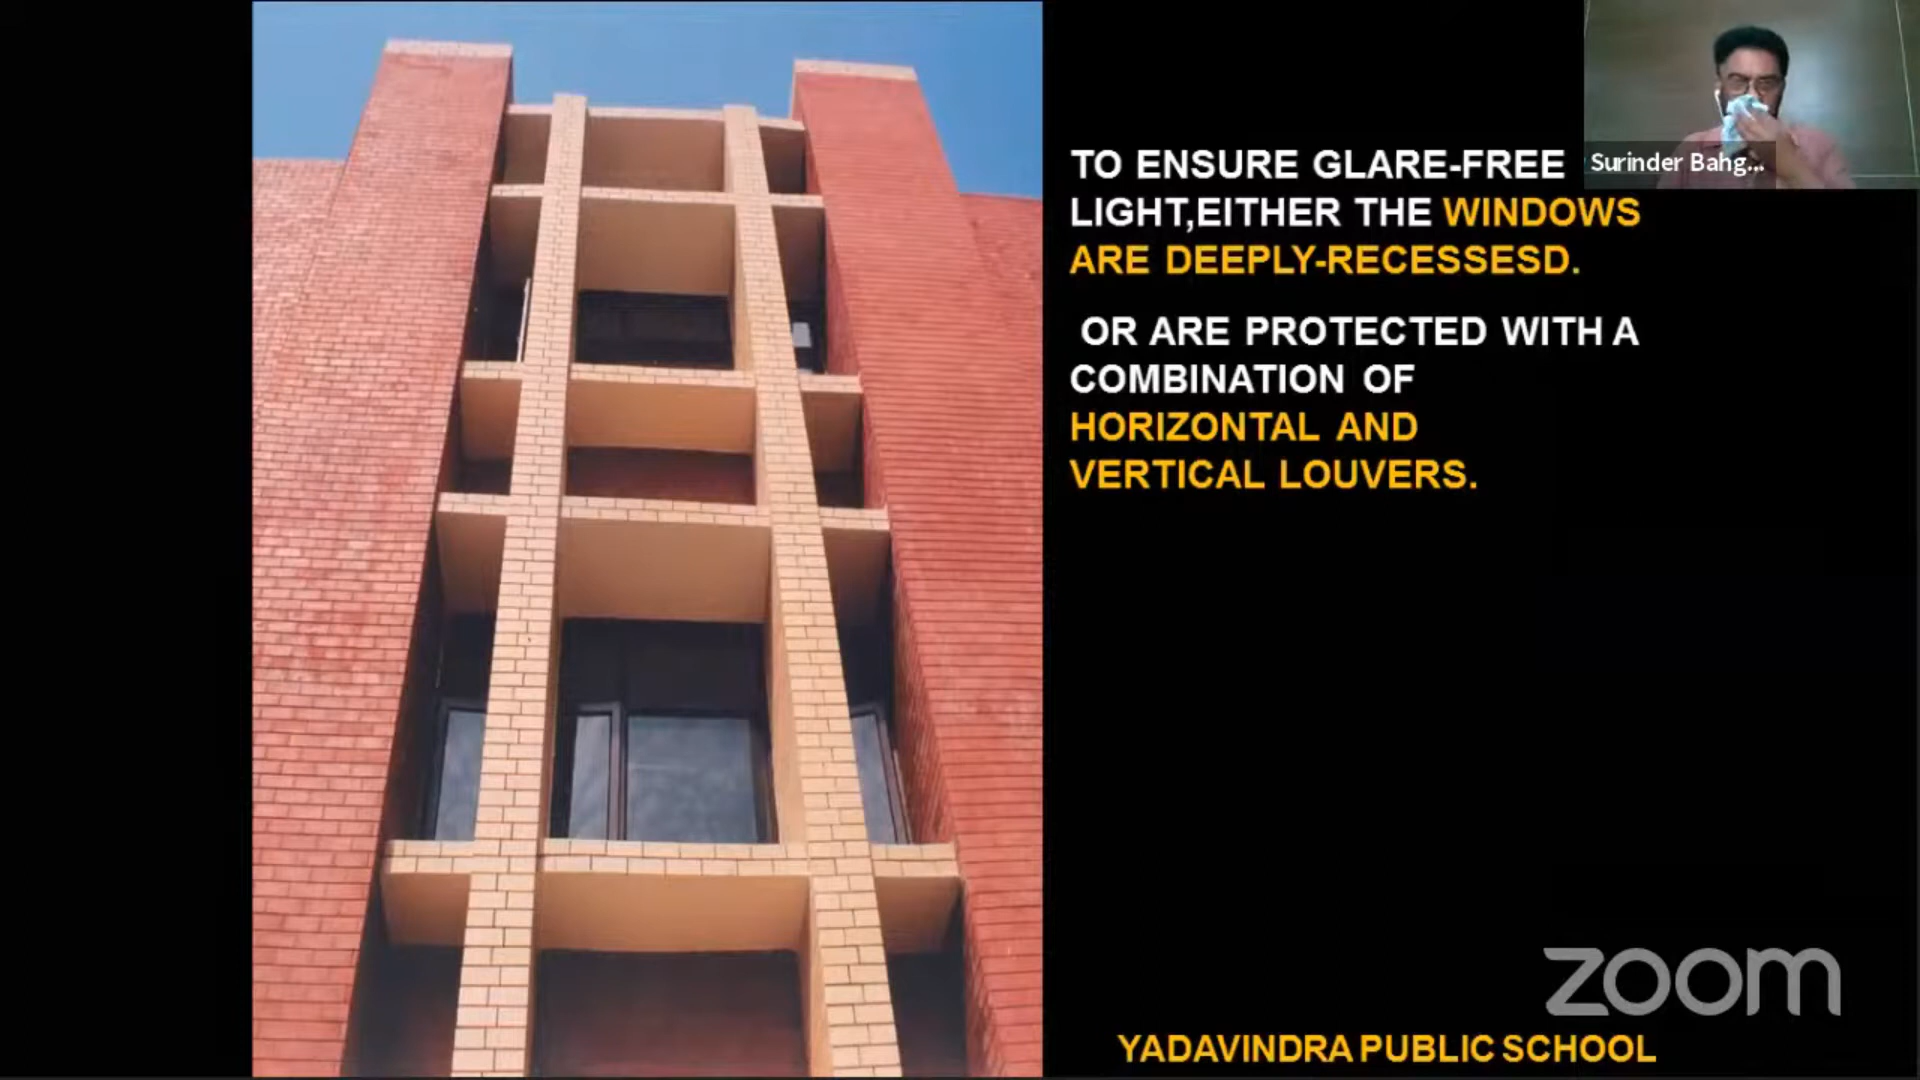 TO ENSURE GLARE-FREE
LIGHT,EITHER THE WINDOWS
ARE DEEPLY-RECESSESD.
OR ARE PROTECTED WITH A
COMBINATION OF
HORIZONTAL AND
VERTICAL LOUVERS.
Surinder Bahg...
zoom
YADAVINDRA PUBLIC SCHOOL